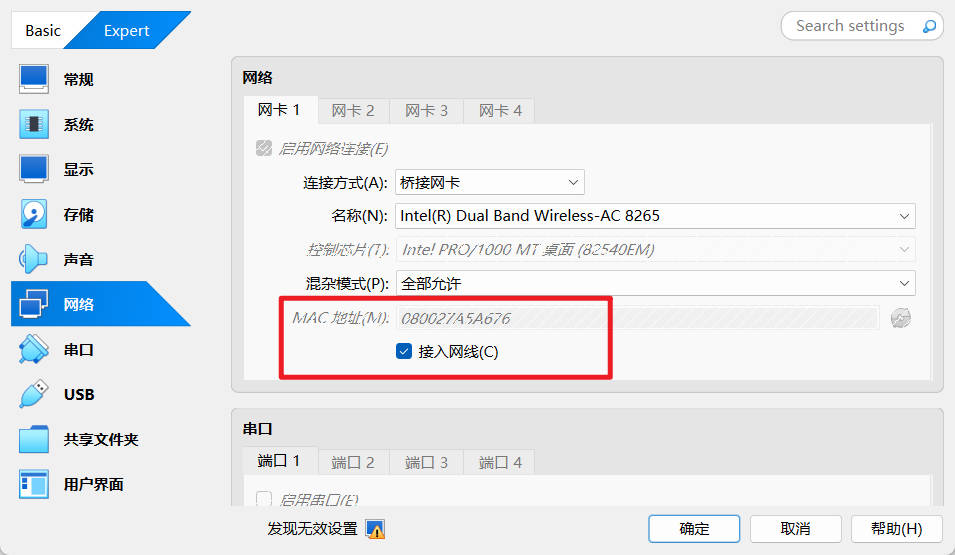 Basic
Expert
Search settings
常规
系统
显示
存储
声音
网络
串口
USB
共享文件夹
用户界面
网络
网卡 1
网卡 2
网卡 3
网卡 4
启用网络连接(E)
连接方式(A): 桥接网卡
名称(N): Intel(R) Dual Band Wireless-AC 8265
控制芯片(T): Intel PRO/1000 MT 桌面 (82540EM)
混杂模式(P): 全部允许
MAC 地址(M): 080027A5A676
接入网线(C)
串口
端口 1
端口 2
端口 3
端口 4
启用串口(E)
发现无效设置
确定
取消
帮助(H)